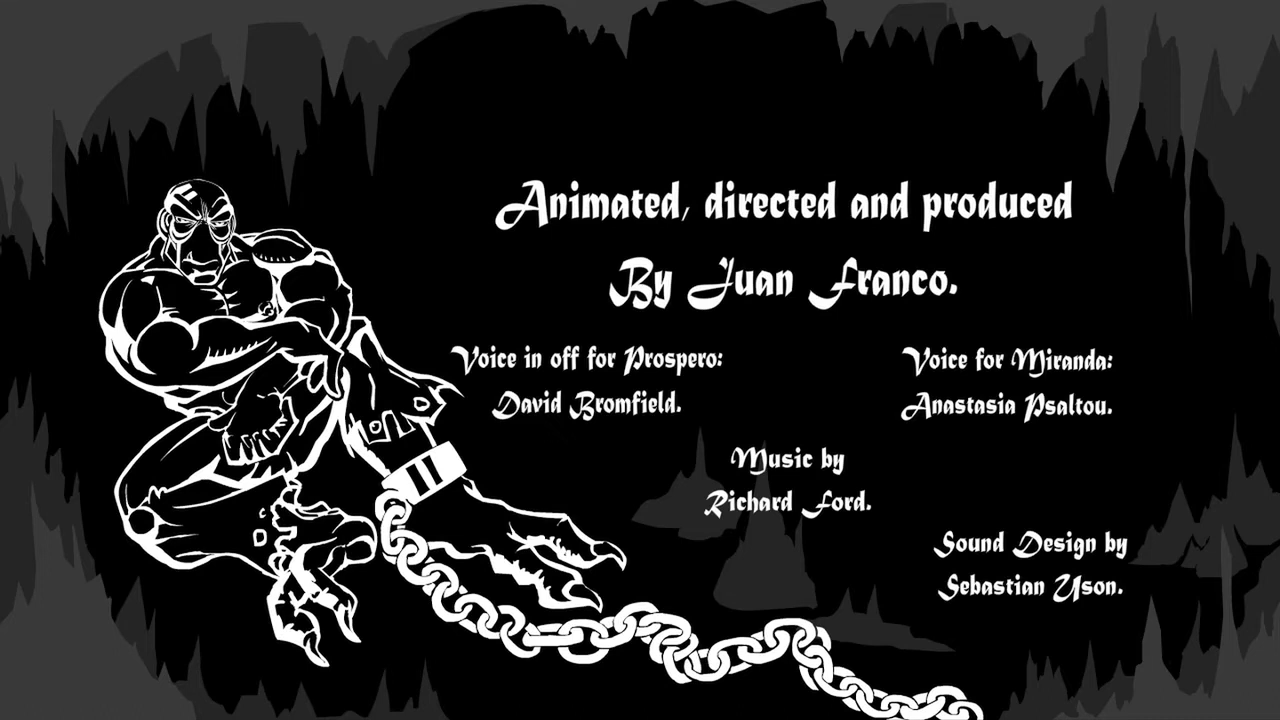 Animated, directed and produced
By Juan Franco.
Voice in off for Prospero:
David Bromfield.
Voice for Miranda:
Anastasia Psaltou.
Music by
Richard Ford.
Sound Design by
Sebastian Uson.